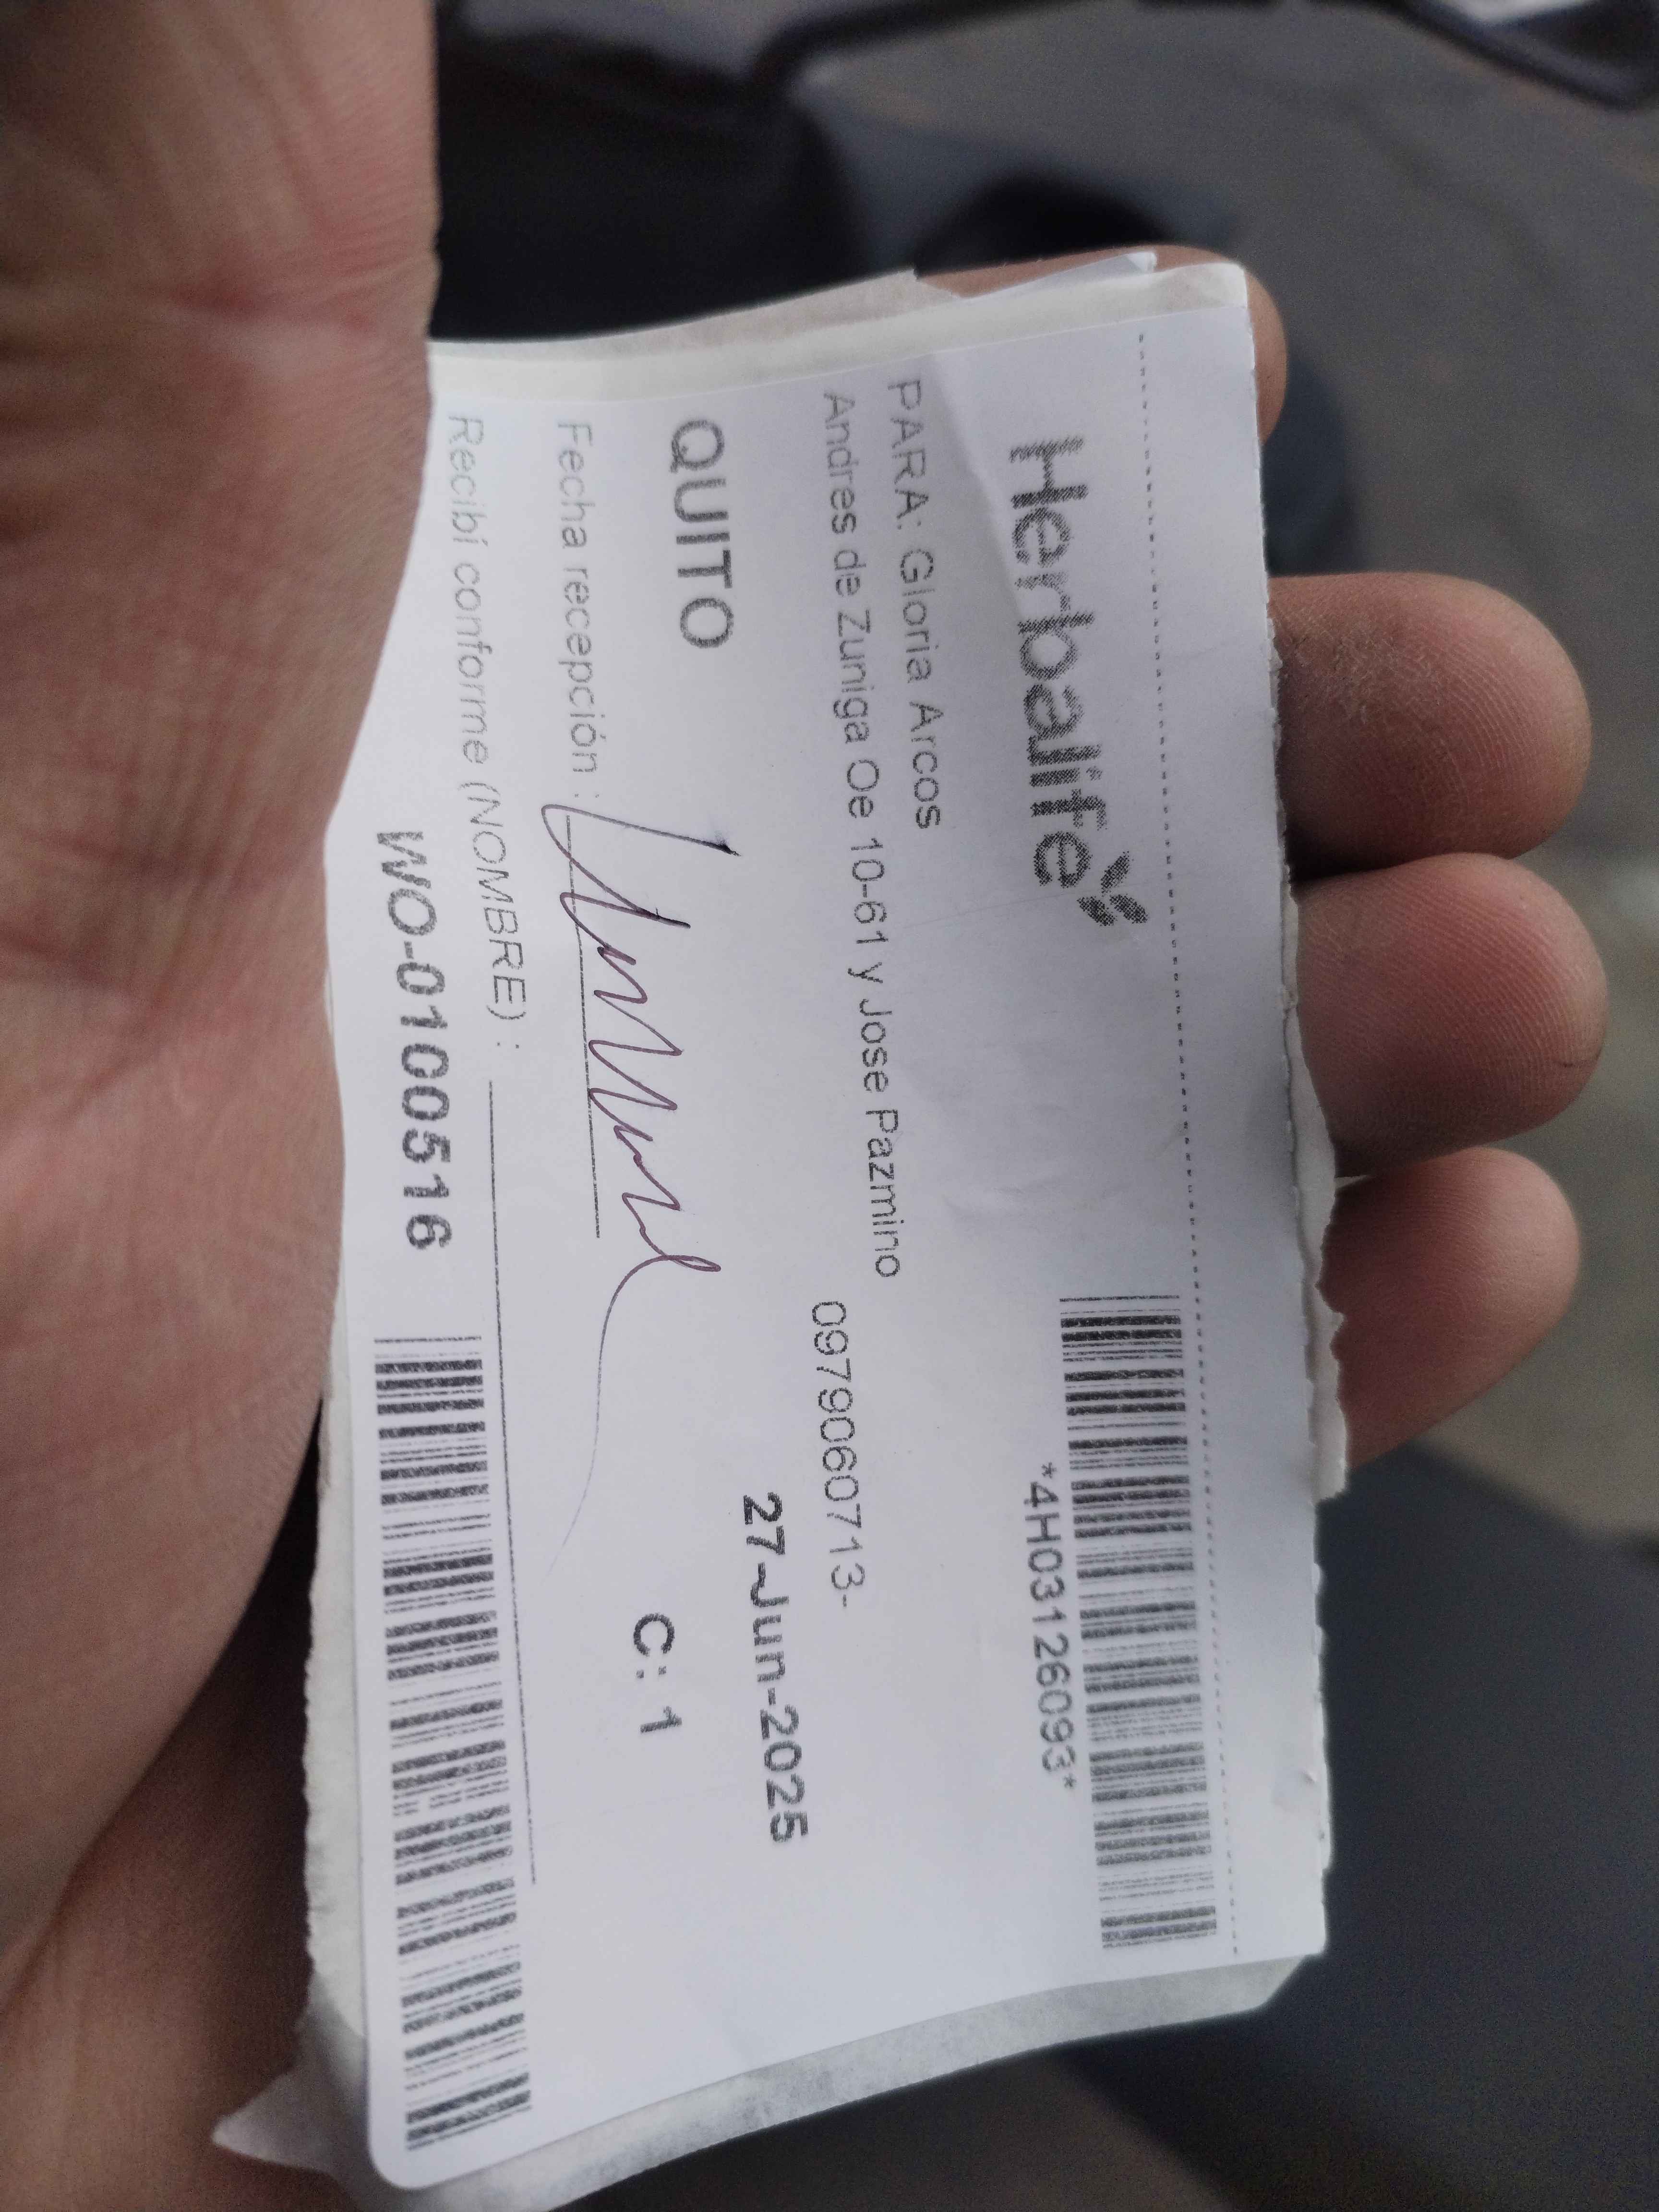 Herbalife
*4H03126093*
PARA: Gloria Arcos
Andres de Zuniga Oe 10-61 y Jose Pazmino
0979060713-
27-Jun-2025
QUITO
C: 1
Fecha recepción :
Recibí conforme (NOMBRE) :
WO-0100516